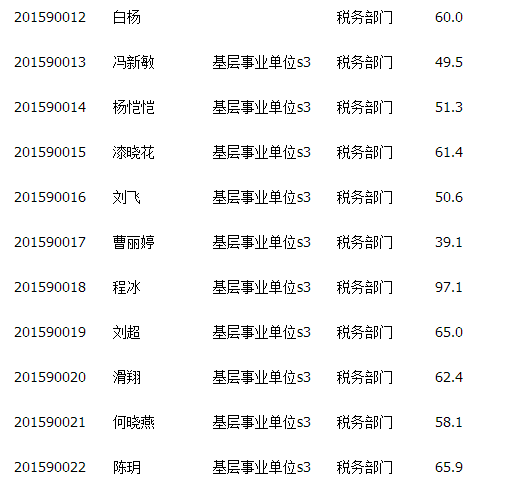 201590012 白杨 税务部门 60.0
201590013 冯新敏 基层事业单位s3 税务部门 49.5
201590014 杨恺恺 基层事业单位s3 税务部门 51.3
201590015 漆晓花 基层事业单位s3 税务部门 61.4
201590016 刘飞 基层事业单位s3 税务部门 50.6
201590017 曹丽婷 基层事业单位s3 税务部门 39.1
201590018 程冰 基层事业单位s3 税务部门 97.1
201590019 刘超 基层事业单位s3 税务部门 65.0
201590020 滑翔 基层事业单位s3 税务部门 62.4
201590021 何晓燕 基层事业单位s3 税务部门 58.1
201590022 陈玥 基层事业单位s3 税务部门 65.9